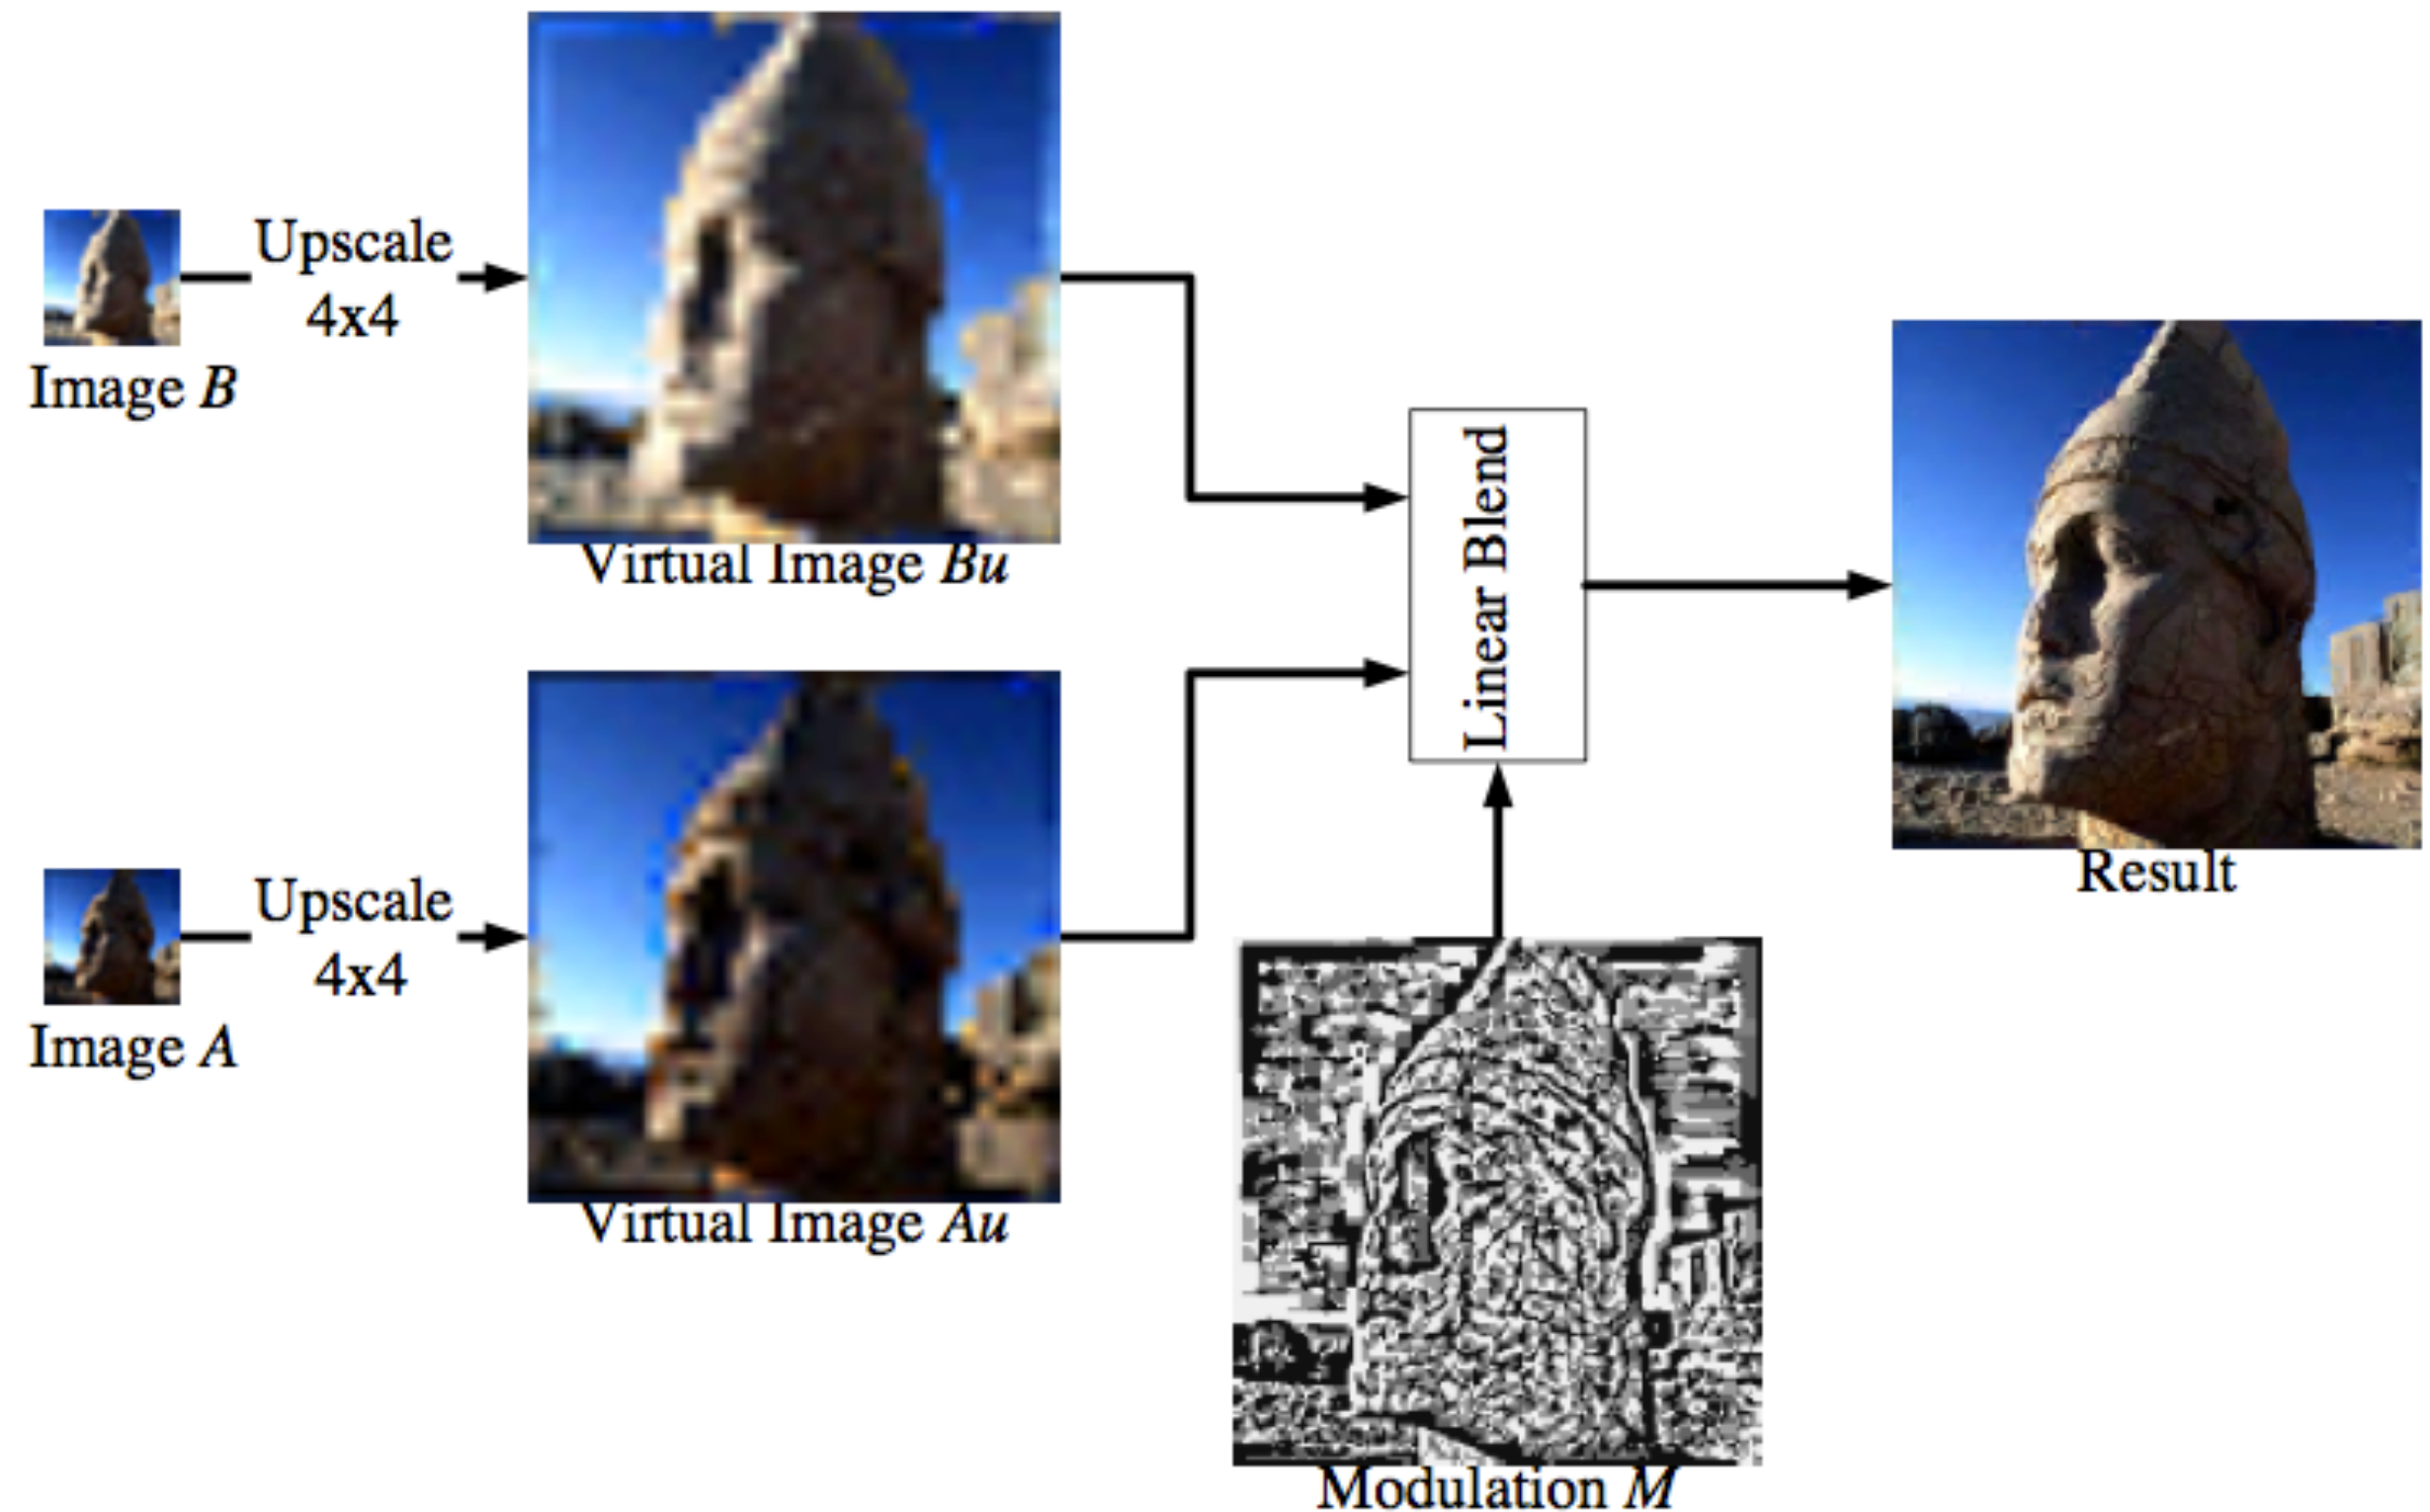 Upscale
4x4
Image B
Virtual Image Bu
Linear Blend
Result
Upscale
4x4
Image A
Virtual Image Au
Modulation M